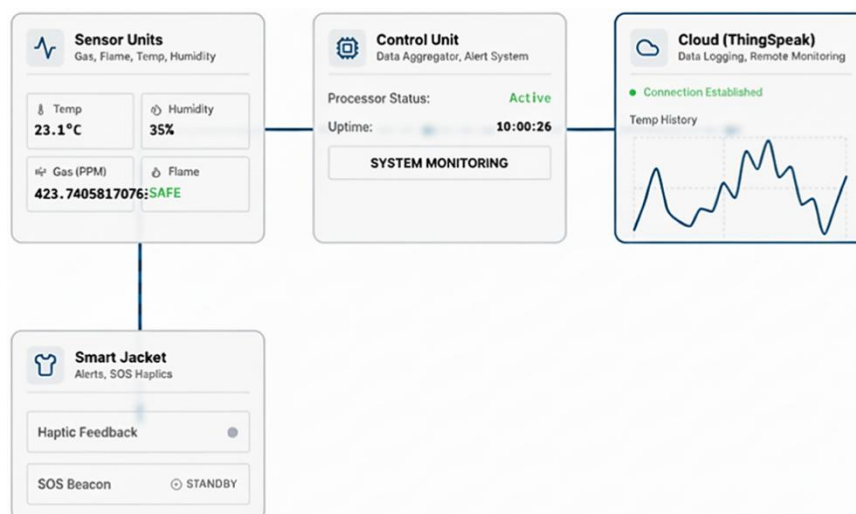 Sensor Units
Gas, Flame, Temp, Humidity
Temp
23.1°C
Humidity
35%
Gas (PPM)
423.7405817076
Flame
SAFE
Control Unit
Data Aggregator, Alert System
Processor Status: Active
Uptime: 10:00:26
SYSTEM MONITORING
Cloud (ThingSpeak)
Data Logging, Remote Monitoring
Connection Established
Temp History
Smart Jacket
Alerts, SOS Haplics
Haptic Feedback
SOS Beacon STANDBY